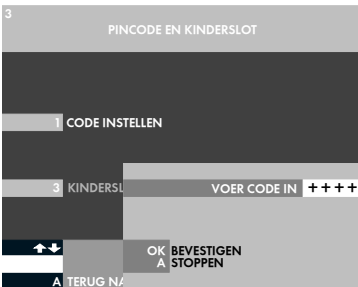 3
PINCODE EN KINDERSLOT
1 CODE INSTELLEN
3 KINDERSL
VOER CODE IN ++++
OK BEVESTIGEN
A STOPPEN
A TERUG NA